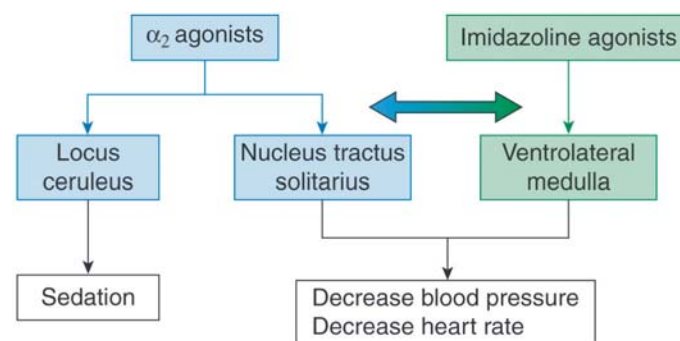 α₂ agonists
Imidazoline agonists
Locus
ceruleus
Nucleus tractus
solitarius
Ventrolateral
medulla
Sedation
Decrease blood pressure
Decrease heart rate